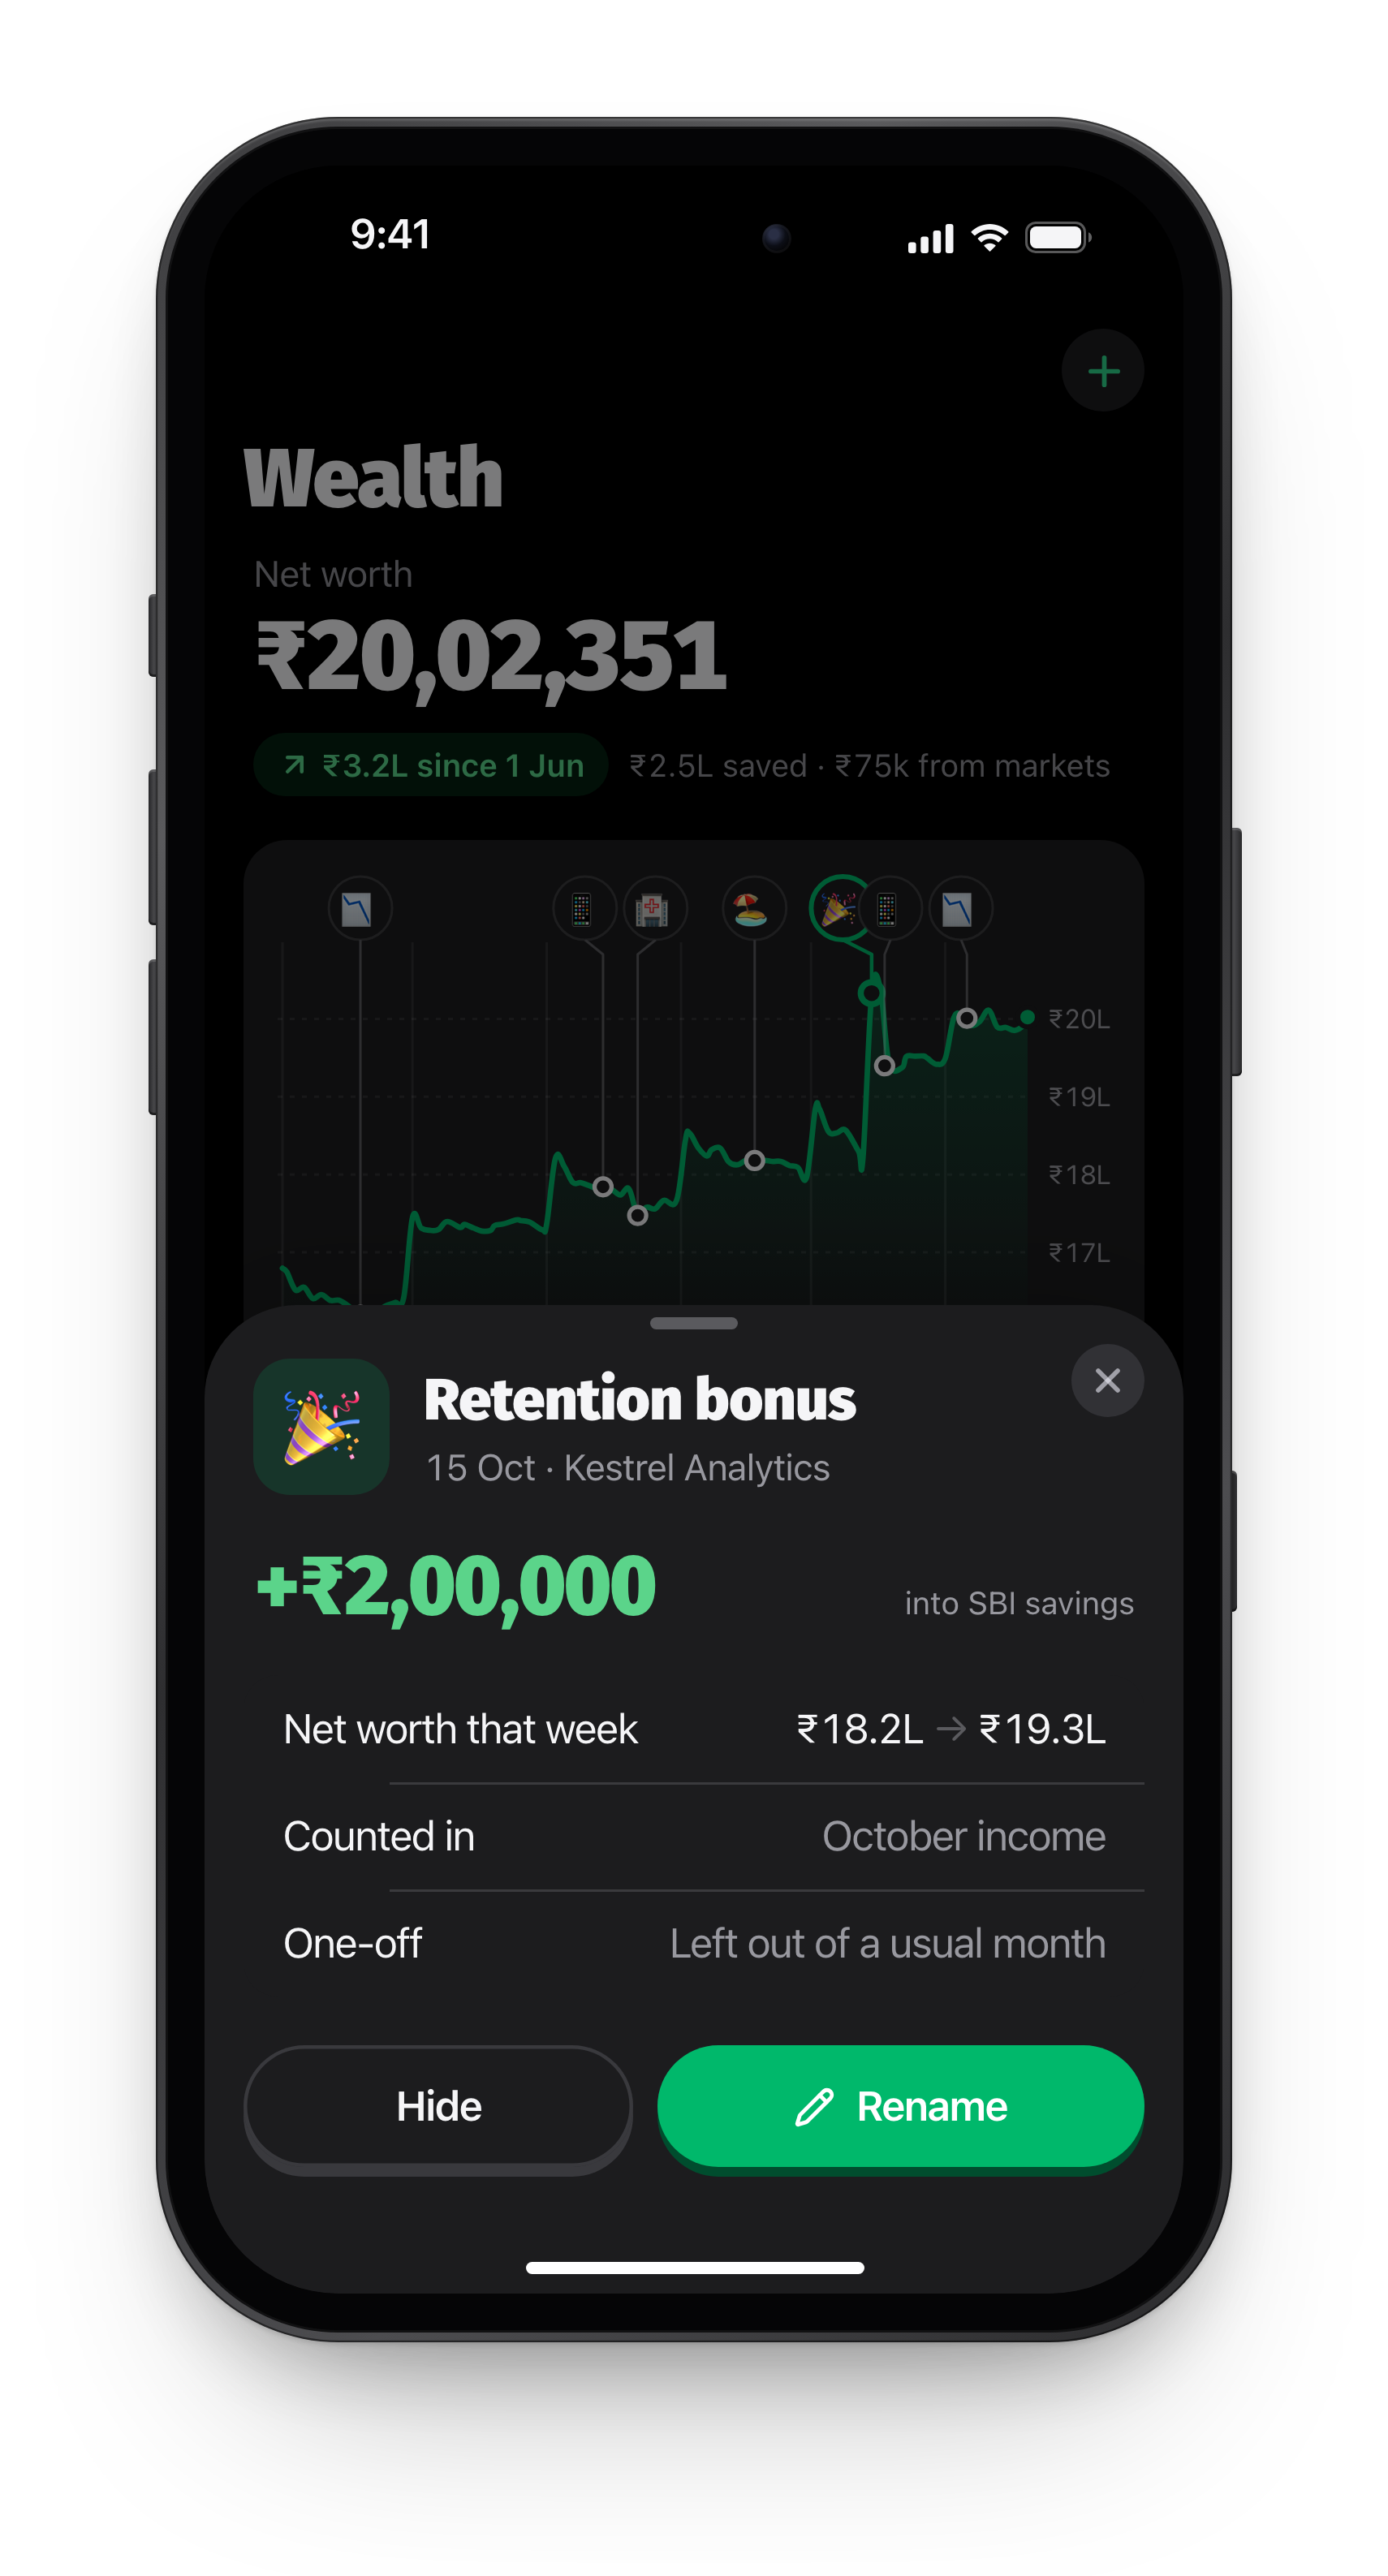 9:41
Wealth
Net worth
₹20,02,351
₹3.2L since 1 Jun ₹2.5L saved · ₹75k from markets
₹20L
₹19L
₹18L
₹17L
Retention bonus
15 Oct · Kestrel Analytics
+₹2,00,000 into SBI savings
Net worth that week ₹18.2L → ₹19.3L
Counted in October income
One-off Left out of a usual month
Hide Rename